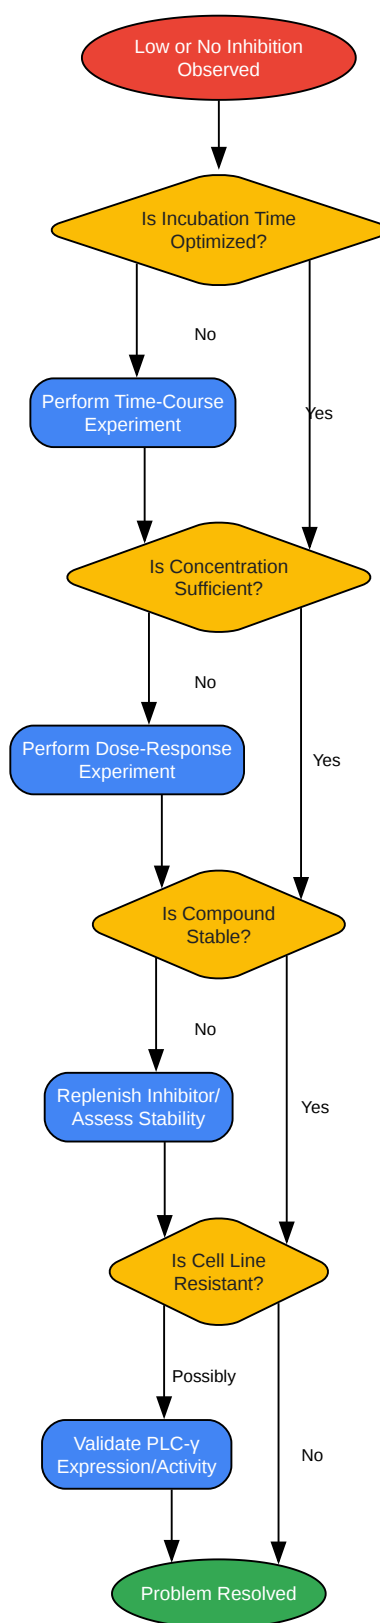 Low or No Inhibition
Observed
Is Incubation Time
Optimized?
No
Perform Time-Course
Experiment
Yes
Is Concentration
Sufficient?
No
Perform Dose-Response
Experiment
Yes
Is Compound
Stable?
No
Replenish Inhibitor/
Assess Stability
Yes
Is Cell Line
Resistant?
Possibly
Validate PLC-γ
Expression/Activity
No
Problem Resolved